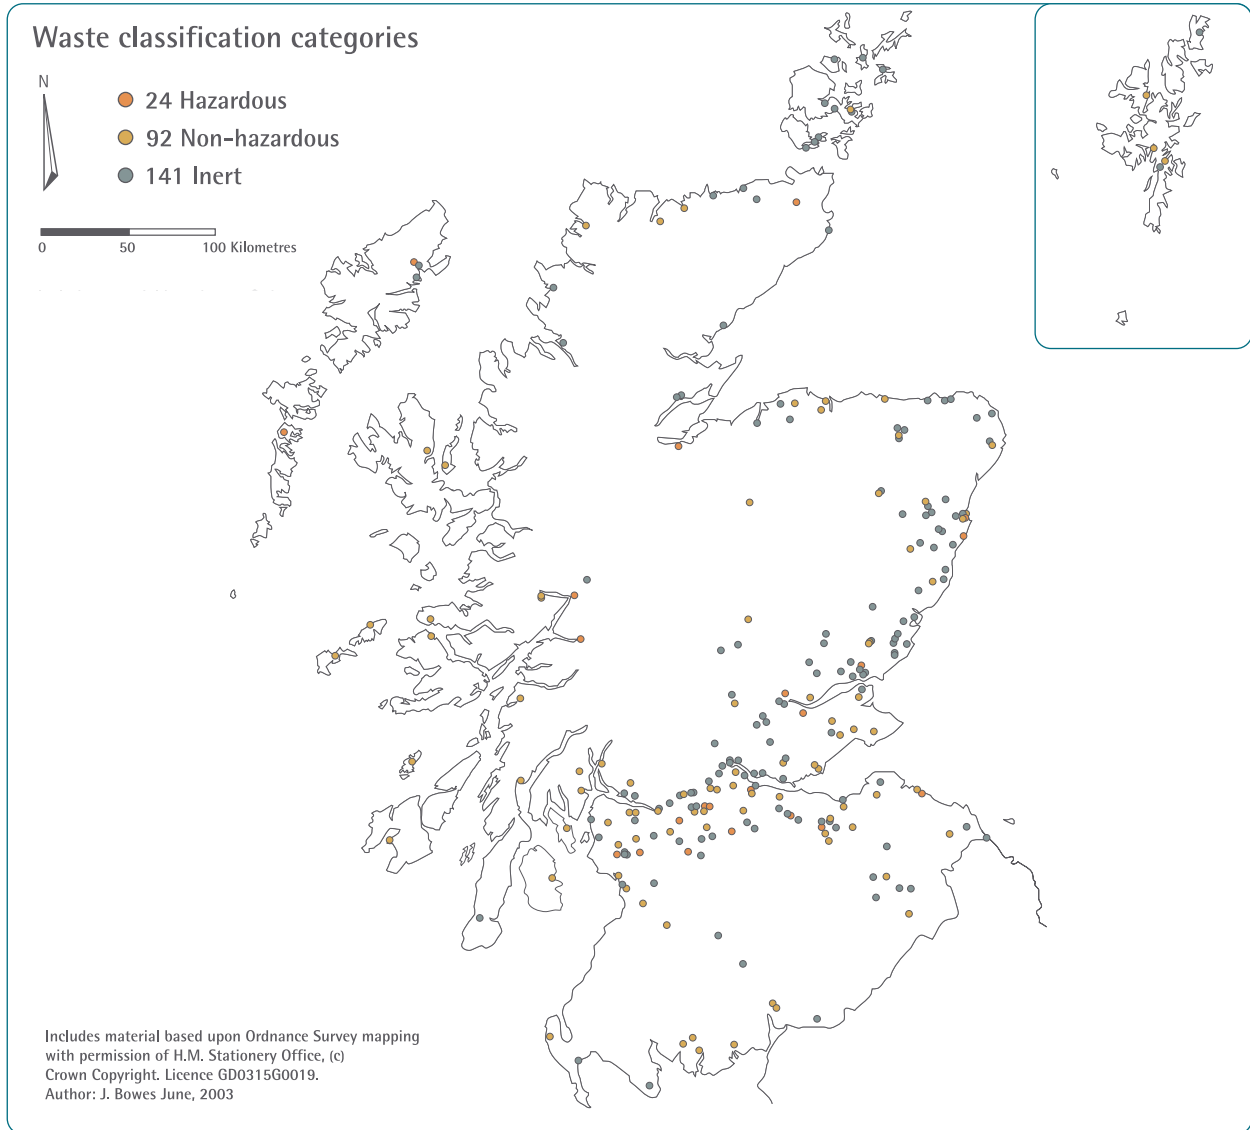 Waste classification categories
N
24 Hazardous
92 Non-hazardous
141 Inert
0 50 100 Kilometres
Includes material based upon Ordnance Survey mapping
with permission of H.M. Stationery Office, (c)
Crown Copyright. Licence GD0315G0019.
Author: J. Bowes June, 2003